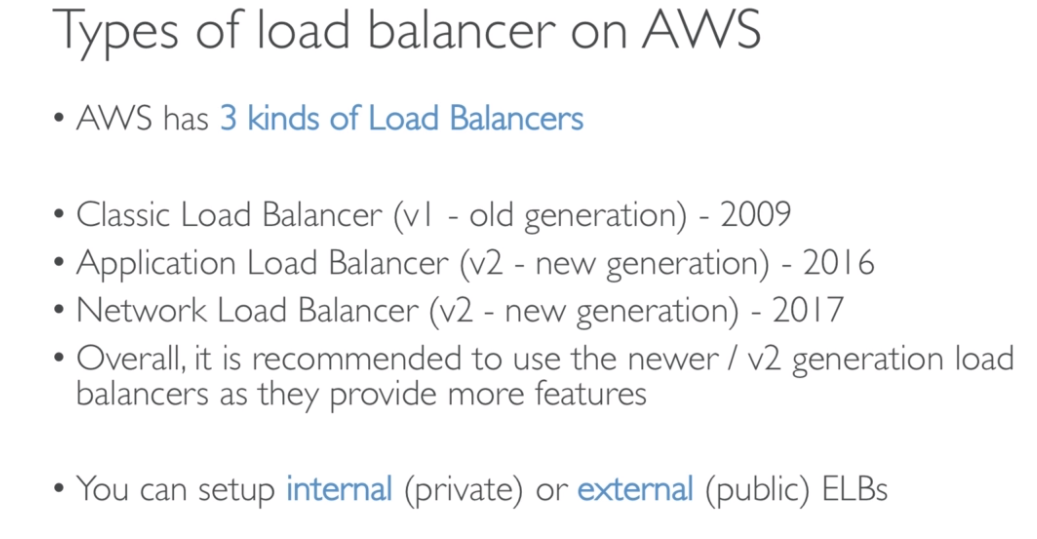 Types of load balancer on AWS
• AWS has 3 kinds of Load Balancers
• Classic Load Balancer (v1 - old generation) - 2009
• Application Load Balancer (v2 - new generation) - 2016
• Network Load Balancer (v2 - new generation) - 2017
• Overall, it is recommended to use the newer / v2 generation load
balancers as they provide more features
• You can setup internal (private) or external (public) ELBs